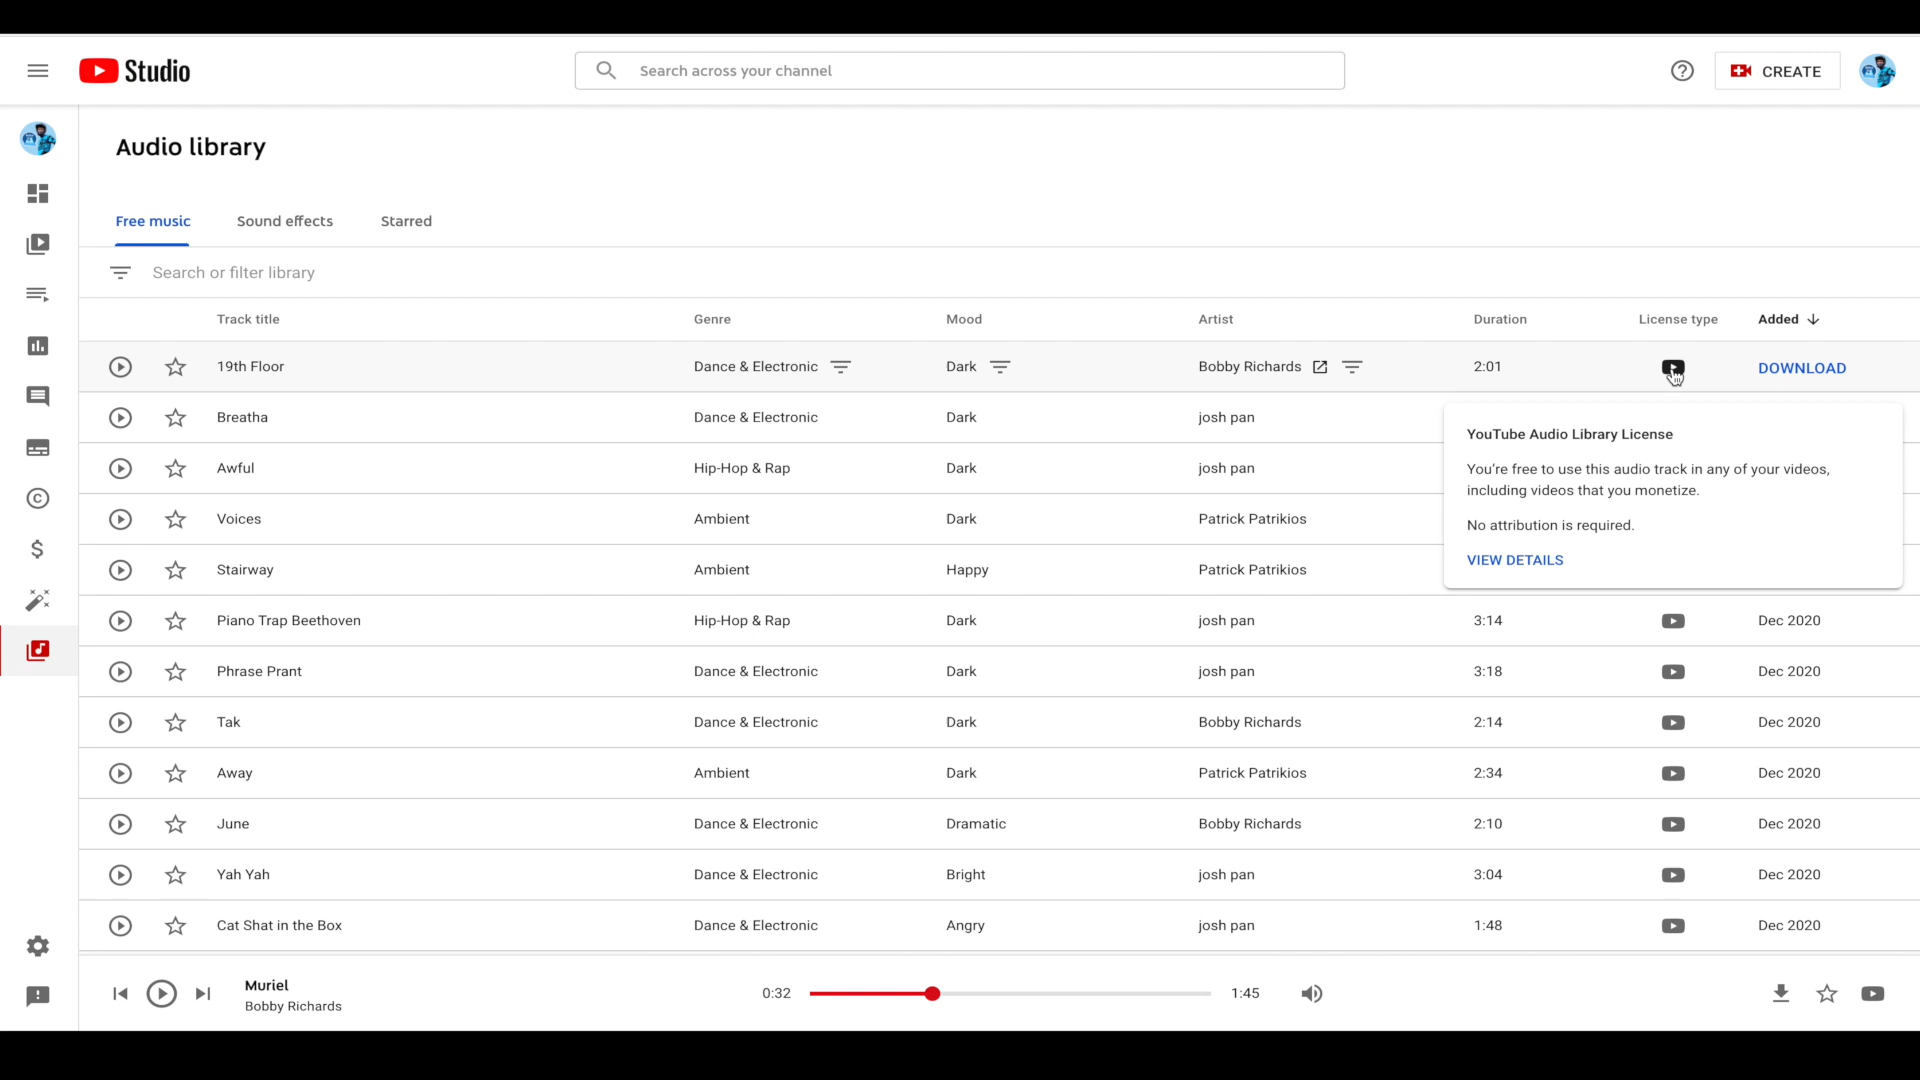 Studio
Search across your channel
CREATE
Audio library
Free music Sound effects Starred
Search or filter library
Track title Genre Mood Artist Duration License type Added
19th Floor Dance & Electronic Dark Bobby Richards 2:01 DOWNLOAD
Breatha Dance & Electronic Dark josh pan
YouTube Audio Library License
Awful Hip-Hop & Rap Dark josh pan
You're free to use this audio track in any of your videos,
including videos that you monetize.
Voices Ambient Dark Patrick Patrikios
No attribution is required.
Stairway Ambient Happy Patrick Patrikios
VIEW DETAILS
Piano Trap Beethoven Hip-Hop & Rap Dark josh pan 3:14 Dec 2020
Phrase Prant Dance & Electronic Dark josh pan 3:18 Dec 2020
Tak Dance & Electronic Dark Bobby Richards 2:14 Dec 2020
Away Ambient Dark Patrick Patrikios 2:34 Dec 2020
June Dance & Electronic Dramatic Bobby Richards 2:10 Dec 2020
Yah Yah Dance & Electronic Bright josh pan 3:04 Dec 2020
Cat Shat in the Box Dance & Electronic Angry josh pan 1:48 Dec 2020
Muriel
0:32 1:45
Bobby Richards